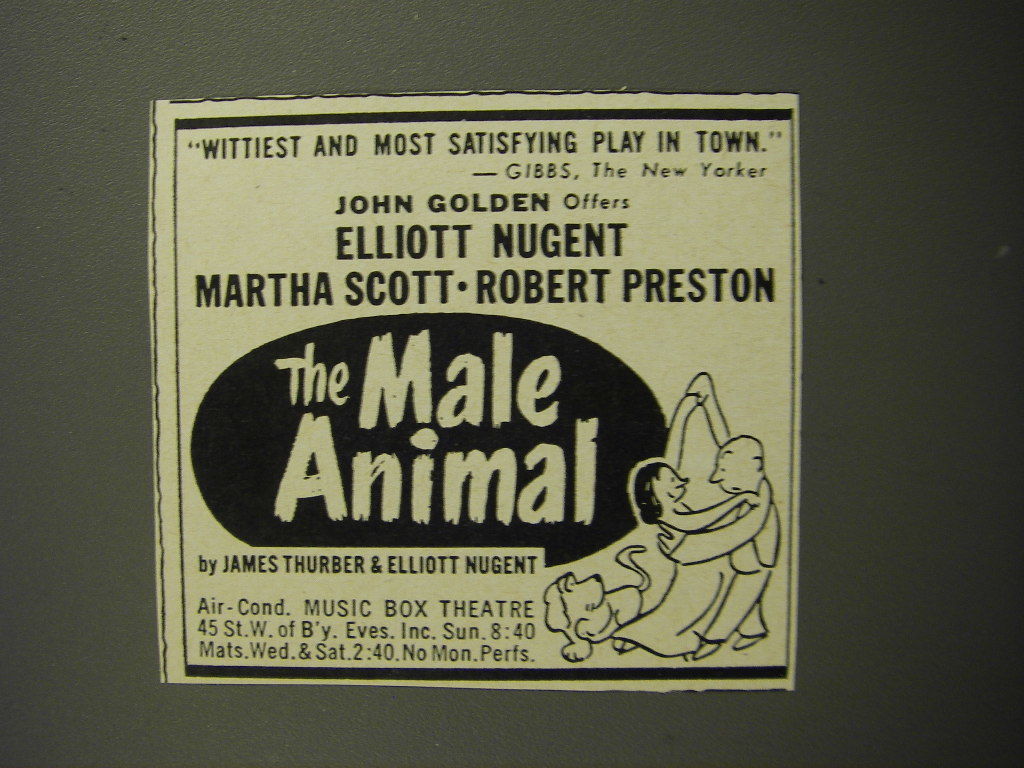 "WITTIEST AND MOST SATISFYING PLAY IN TOWN."
— GIBBS, The New Yorker
JOHN GOLDEN Offers
ELLIOTT NUGENT
MARTHA SCOTT • ROBERT PRESTON
The Male
Animal
by JAMES THURBER & ELLIOTT NUGENT
Air-Cond. MUSIC BOX THEATRE
45 St. W. of B'y. Eves. Inc. Sun. 8:40
Mats. Wed. & Sat. 2:40. No Mon. Perfs.